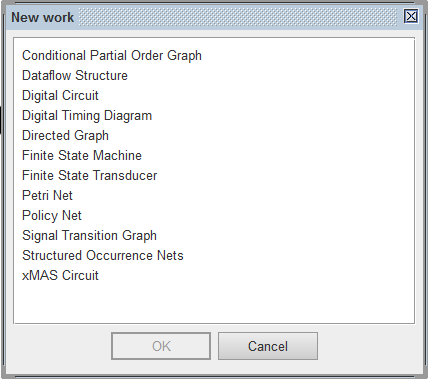 New work
Conditional Partial Order Graph
Dataflow Structure
Digital Circuit
Digital Timing Diagram
Directed Graph
Finite State Machine
Finite State Transducer
Petri Net
Policy Net
Signal Transition Graph
Structured Occurrence Nets
xMAS Circuit
OK Cancel